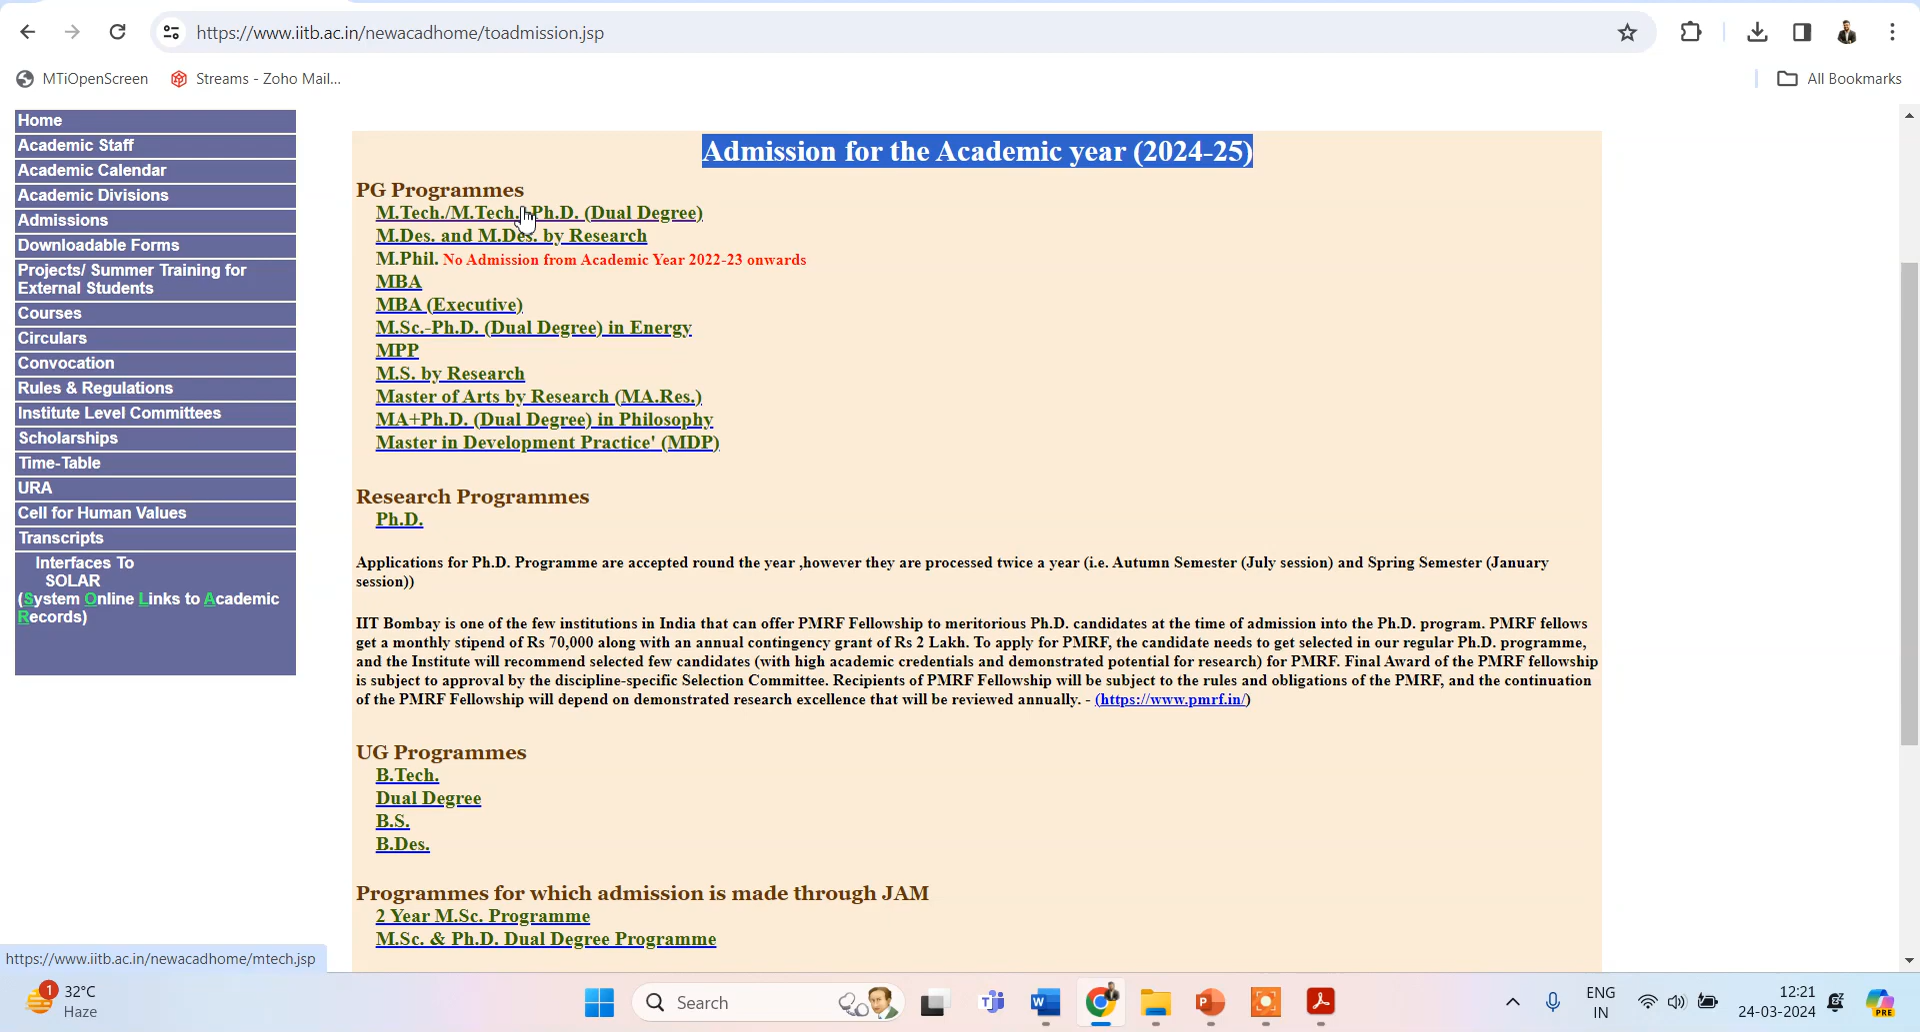 https://www.iitb.ac.in/newacadhome/toadmission.jsp
MTiOpenScreen
Streams - Zoho Mail...
All Bookmarks
Home
Academic Staff
Academic Calendar
Academic Divisions
Admissions
Downloadable Forms
Projects/ Summer Training for
External Students
Courses
Circulars
Convocation
Rules & Regulations
Institute Level Committees
Scholarships
Time-Table
URA
Cell for Human Values
Transcripts
Interfaces To
SOLAR
(System Online Links to Academic
Records)
Admission for the Academic year (2024-25)
PG Programmes
M.Tech./M.Tech. Ph.D. (Dual Degree)
M.Des. and M.Des. by Research
M.Phil. No Admission from Academic Year 2022-23 onwards
MBA
MBA (Executive)
M.Sc.-Ph.D. (Dual Degree) in Energy
MPP
M.S. by Research
Master of Arts by Research (MA.Res.)
MA+Ph.D. (Dual Degree) in Philosophy
Master in Development Practice' (MDP)
Research Programmes
Ph.D.
Applications for Ph.D. Programme are accepted round the year ,however they are processed twice a year (i.e. Autumn Semester (July session) and Spring Semester (January
session))
IIT Bombay is one of the few institutions in India that can offer PMRF Fellowship to meritorious Ph.D. candidates at the time of admission into the Ph.D. program. PMRF fellows
get a monthly stipend of Rs 70,000 along with an annual contingency grant of Rs 2 Lakh. To apply for PMRF, the candidate needs to get selected in our regular Ph.D. programme,
and the Institute will recommend selected few candidates (with high academic credentials and demonstrated potential for research) for PMRF. Final Award of the PMRF fellowship
is subject to approval by the discipline-specific Selection Committee. Recipients of PMRF Fellowship will be subject to the rules and obligations of the PMRF, and the continuation
of the PMRF Fellowship will depend on demonstrated research excellence that will be reviewed annually. - (https://www.pmrf.in/)
UG Programmes
B.Tech.
Dual Degree
B.S.
B.Des.
Programmes for which admission is made through JAM
2 Year M.Sc. Programme
M.Sc. & Ph.D. Dual Degree Programme
https://www.iitb.ac.in/newacadhome/mtech.jsp
1
32°C
Haze
Search
ENG
IN
12:21
24-03-2024
PRE